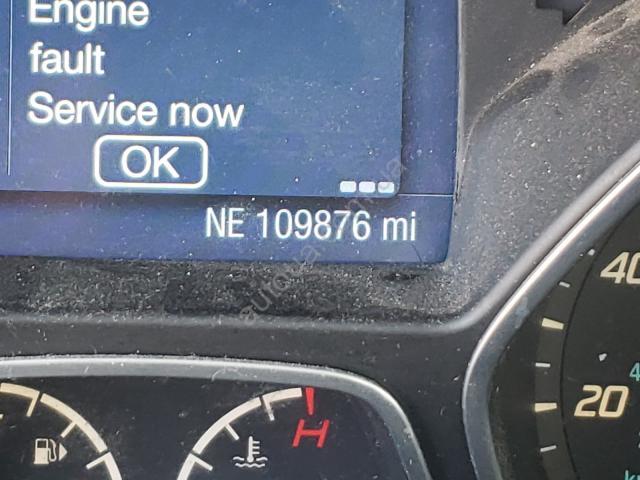 Engine
fault
Service now
OK
NE 109876 mi
40
20
H